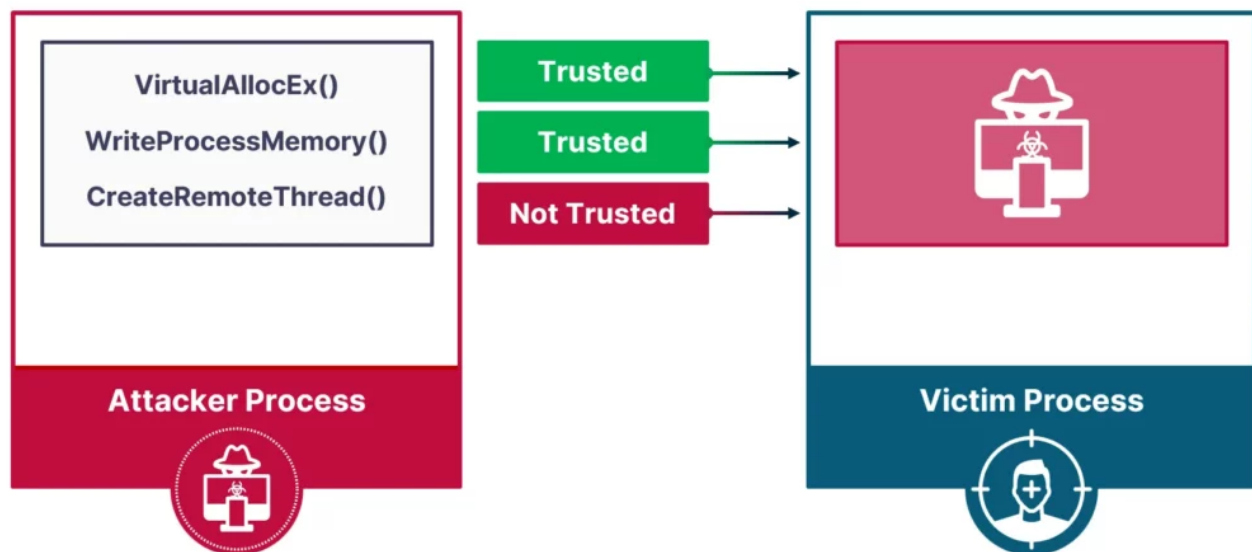 VirtualAllocEx()
WriteProcessMemory()
CreateRemoteThread()
Trusted
Trusted
Not Trusted
Attacker Process
Victim Process